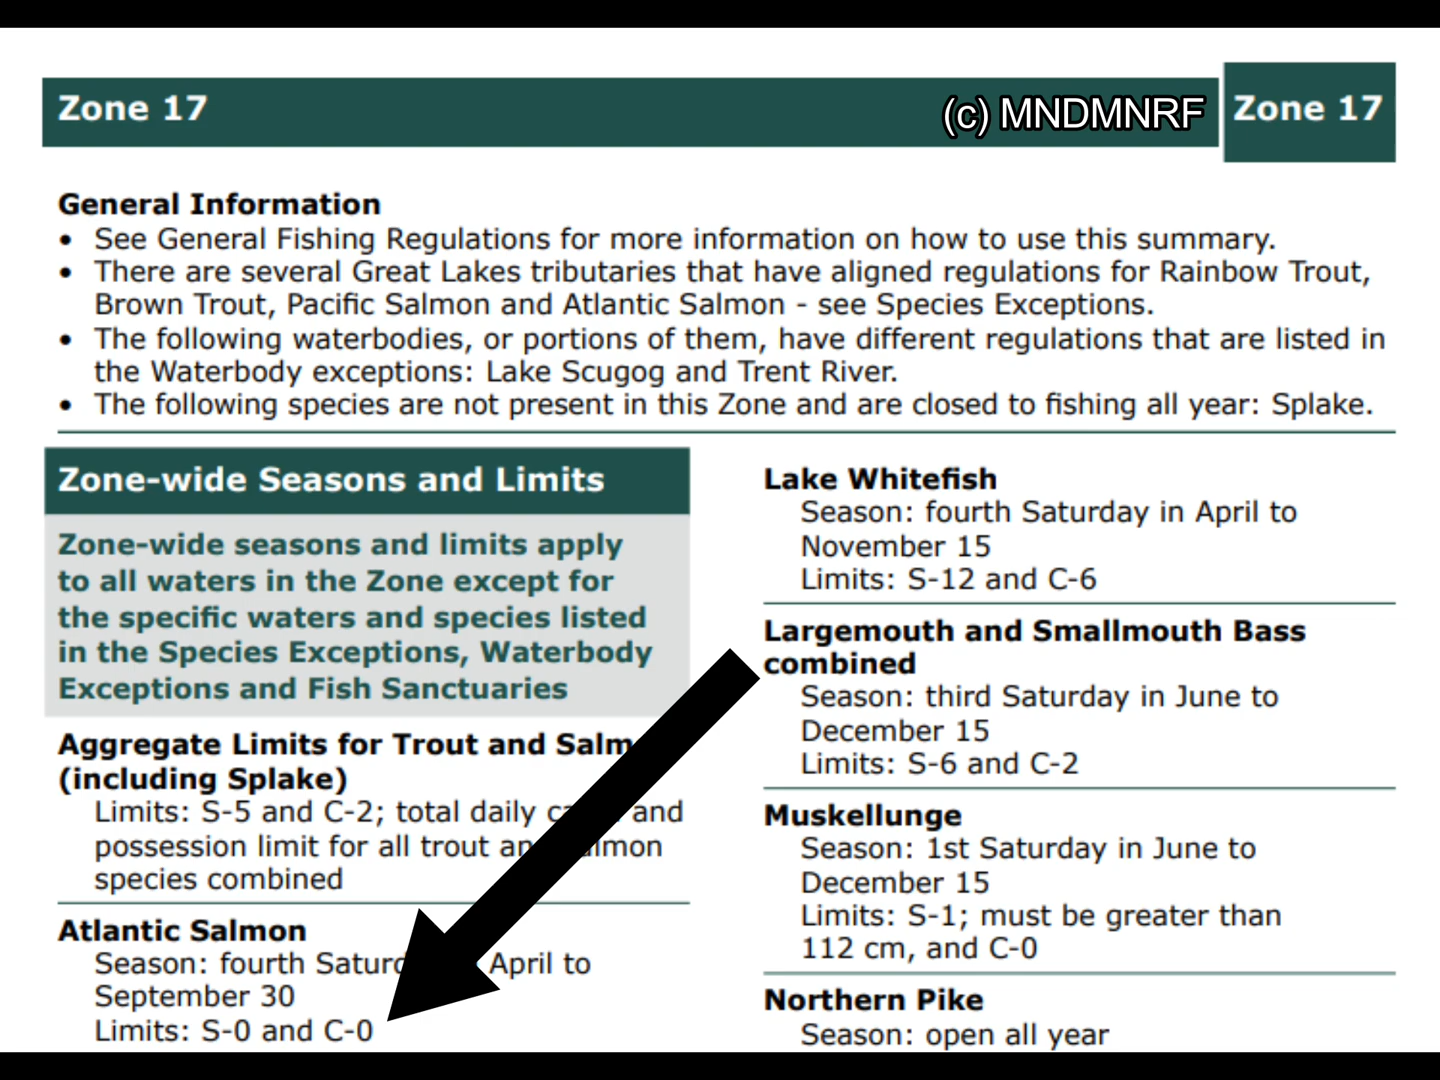 Zone 17
(c) MNDMNRF
Zone 17
General Information
• See General Fishing Regulations for more information on how to use this summary.
• There are several Great Lakes tributaries that have aligned regulations for Rainbow Trout,
Brown Trout, Pacific Salmon and Atlantic Salmon - see Species Exceptions.
• The following waterbodies, or portions of them, have different regulations that are listed in
the Waterbody exceptions: Lake Scugog and Trent River.
• The following species are not present in this Zone and are closed to fishing all year: Splake.
Zone-wide Seasons and Limits
Zone-wide seasons and limits apply
to all waters in the Zone except for
the specific waters and species listed
in the Species Exceptions, Waterbody
Exceptions and Fish Sanctuaries
Aggregate Limits for Trout and
(including Splake)
Limits: S-5 and C-2; total daily and
possession limit for all trout
species combined
Atlantic Salmon
Season: fourth April to
September 30
Limits: S-0 and C-0
Lake Whitefish
Season: fourth Saturday in April to
November 15
Limits: S-12 and C-6
Largemouth and Smallmouth Bass
combined
Season: third Saturday in June to
December 15
Limits: S-6 and C-2
Muskellunge
Season: 1st Saturday in June to
December 15
Limits: S-1; must be greater than
112 cm, and C-0
Northern Pike
Season: open all year